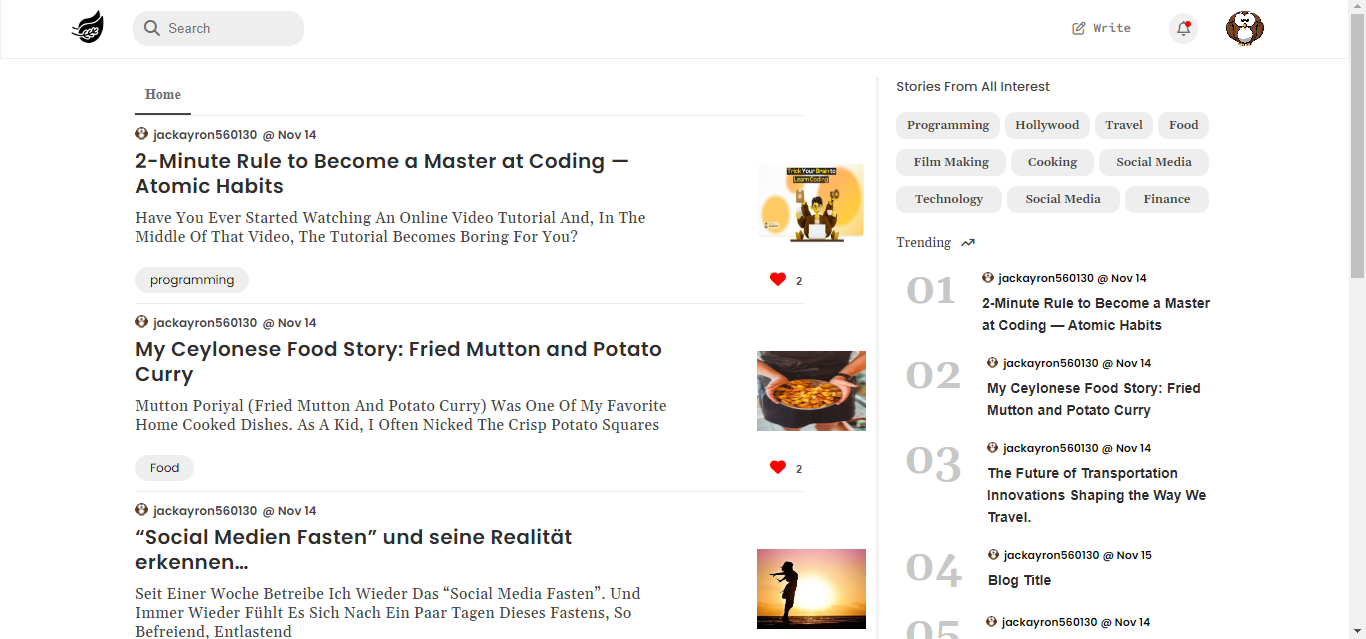 Search
Write
Home
jackayron560130 @ Nov 14
2-Minute Rule to Become a Master at Coding —
Atomic Habits
Have You Ever Started Watching An Online Video Tutorial And, In The
Middle Of That Video, The Tutorial Becomes Boring For You?
Trick Your Brain to
Learn Coding
programming
2
jackayron560130 @ Nov 14
My Ceylonese Food Story: Fried Mutton and Potato
Curry
Mutton Poriyal (Fried Mutton And Potato Curry) Was One Of My Favorite
Home Cooked Dishes. As A Kid, I Often Nicked The Crisp Potato Squares
Food
2
jackayron560130 @ Nov 14
“Social Medien Fasten” und seine Realität
erkennen…
Seit Einer Woche Betreibe Ich Wieder Das “Social Media Fasten”. Und
Immer Wieder Fühlt Es Sich Nach Ein Paar Tagen Dieses Fastens, So
Befreiend, Entlastend
Stories From All Interest
Programming Hollywood Travel Food
Film Making Cooking Social Media
Technology Social Media Finance
Trending
01
jackayron560130 @ Nov 14
2-Minute Rule to Become a Master
at Coding — Atomic Habits
02
jackayron560130 @ Nov 14
My Ceylonese Food Story: Fried
Mutton and Potato Curry
03
jackayron560130 @ Nov 14
The Future of Transportation
Innovations Shaping the Way We
Travel.
04
jackayron560130 @ Nov 15
Blog Title
05
jackayron560130 @ Nov 14